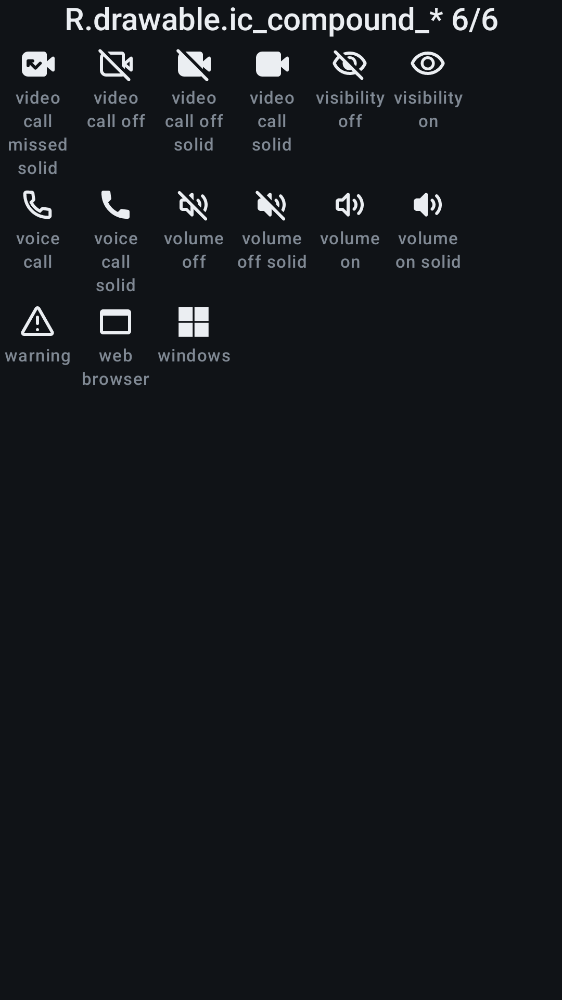 R.drawable.ic_compound_* 6/6
video call missed solid
video call off
video call off solid
video call solid
visibility off
visibility on
voice call
voice call solid
volume off
volume off solid
volume on
volume on solid
warning
web browser
windows